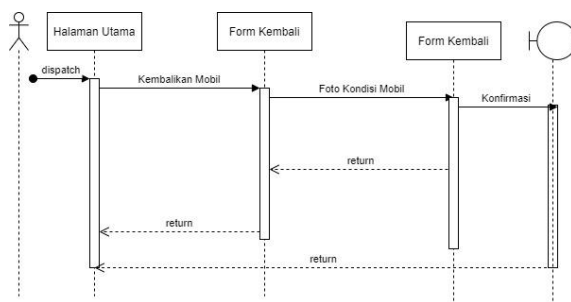 Halaman Utama
Form Kembali
Form Kembali
dispatch
Kembalikan Mobil
Foto Kondisi Mobil
Konfirmasi
return
return
return